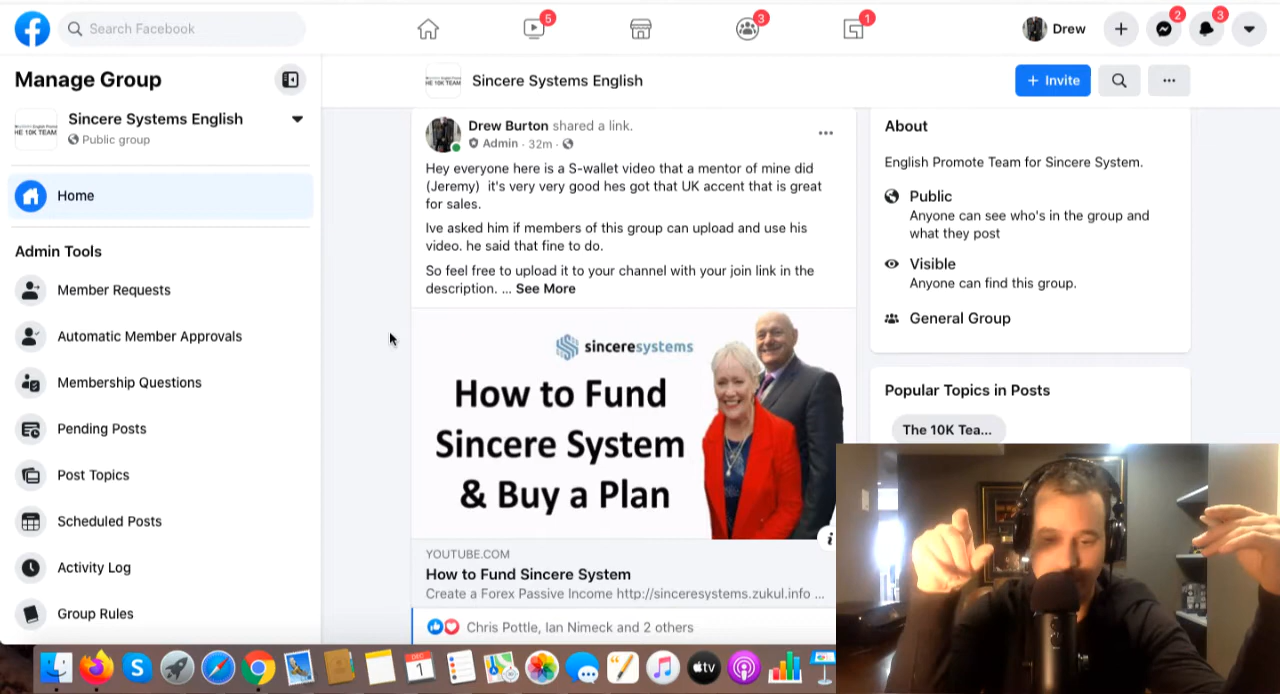 Search Facebook
5
3
1
Drew
2
3
Manage Group
Sincere Systems English
Public group
Home
Admin Tools
Member Requests
Automatic Member Approvals
Membership Questions
Pending Posts
Post Topics
Scheduled Posts
Activity Log
Group Rules
HE 10K TEAM
Sincere Systems English
+ Invite
Drew Burton shared a link.
Admin · 32m ·
Hey everyone here is a S-wallet video that a mentor of mine did
(Jeremy) it's very very good hes got that UK accent that is great
for sales.
Ive asked him if members of this group can upload and use his
video. he said that fine to do.
So feel free to upload it to your channel with your join link in the
description. ... See More
sinceresystems
How to Fund
Sincere System
& Buy a Plan
YOUTUBE.COM
How to Fund Sincere System
Create a Forex Passive Income http://sinceresystems.zukul.info ...
Chris Pottle, Ian Nimeck and 2 others
About
English Promote Team for Sincere System.
Public
Anyone can see who's in the group and
what they post
Visible
Anyone can find this group.
General Group
Popular Topics in Posts
The 10K Tea...
DEC
1
tv